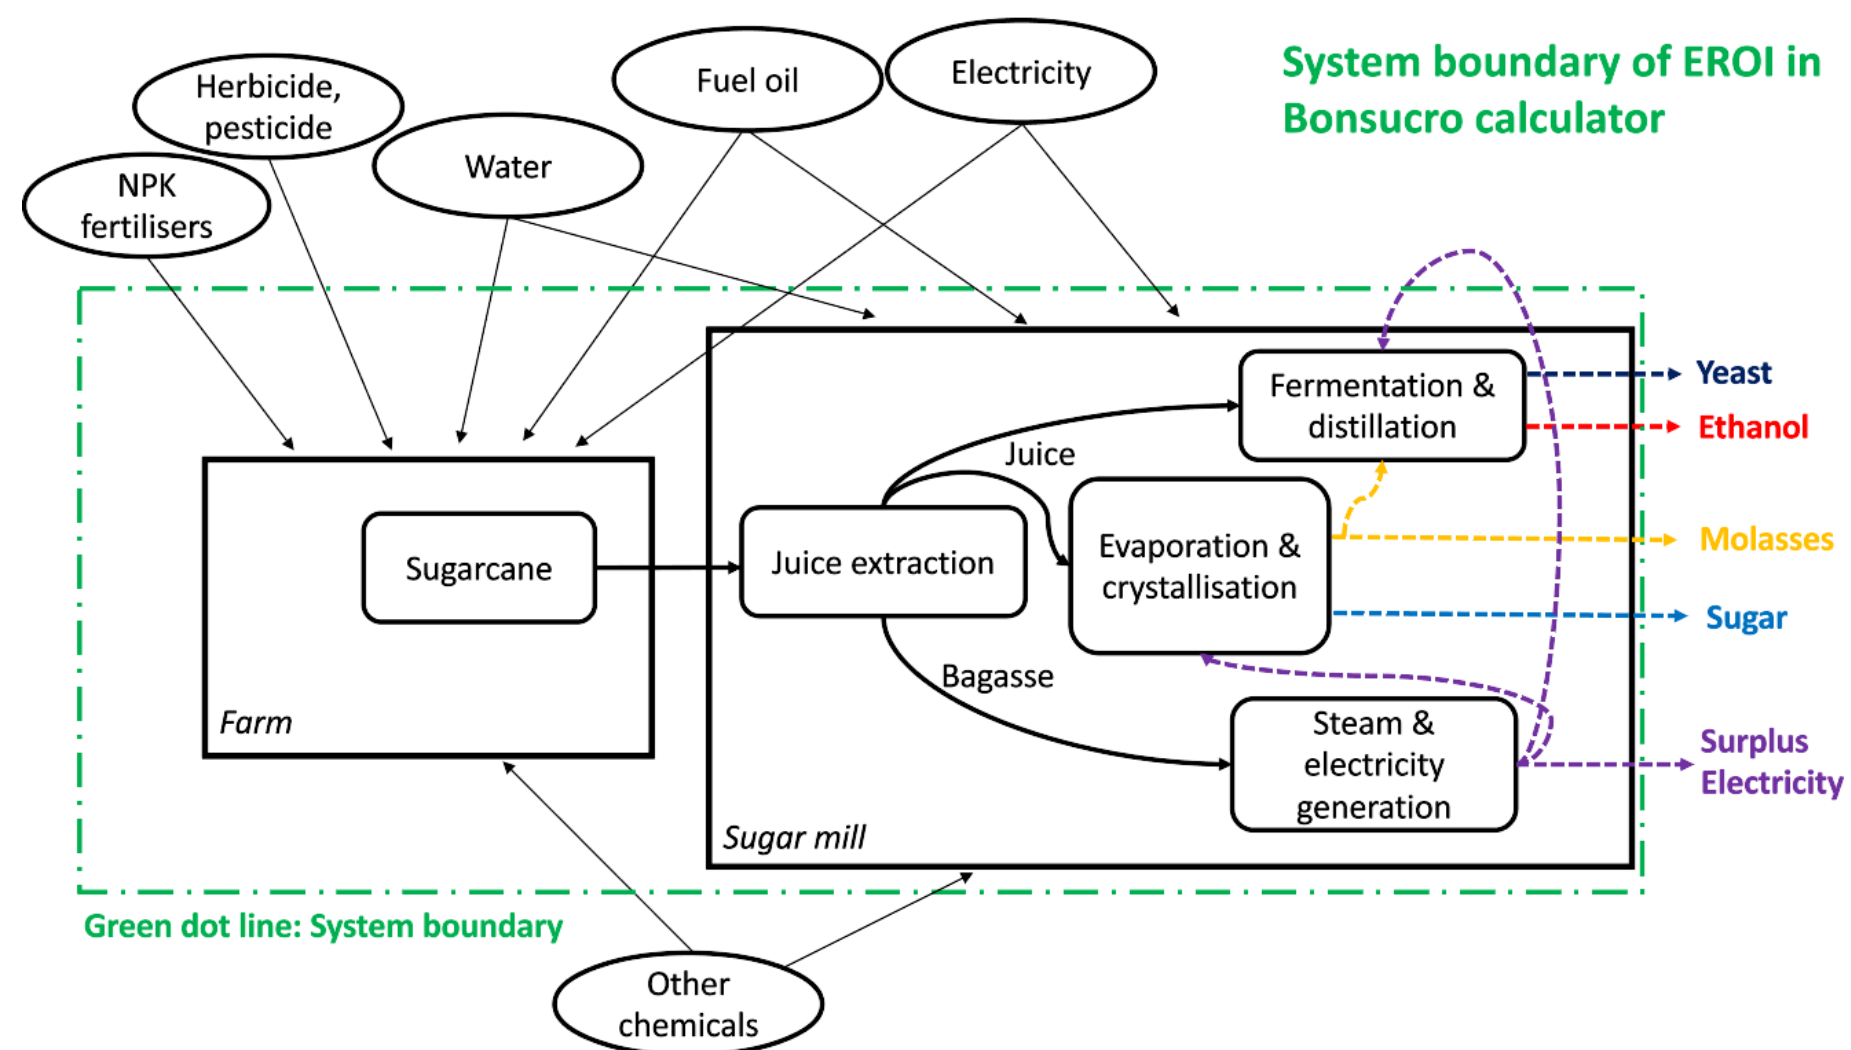 System boundary of EROI in
Bonsucro calculator
Electricity
Fuel oil
Herbicide,
pesticide
Water
NPK
fertilisers
Fermentation &
distillation
Yeast
Ethanol
Juice
Evaporation &
crystallisation
Molasses
Sugarcane
Juice extraction
Sugar
Bagasse
Farm
Steam &
electricity
generation
Surplus
Electricity
Sugar mill
Green dot line: System boundary
Other
chemicals